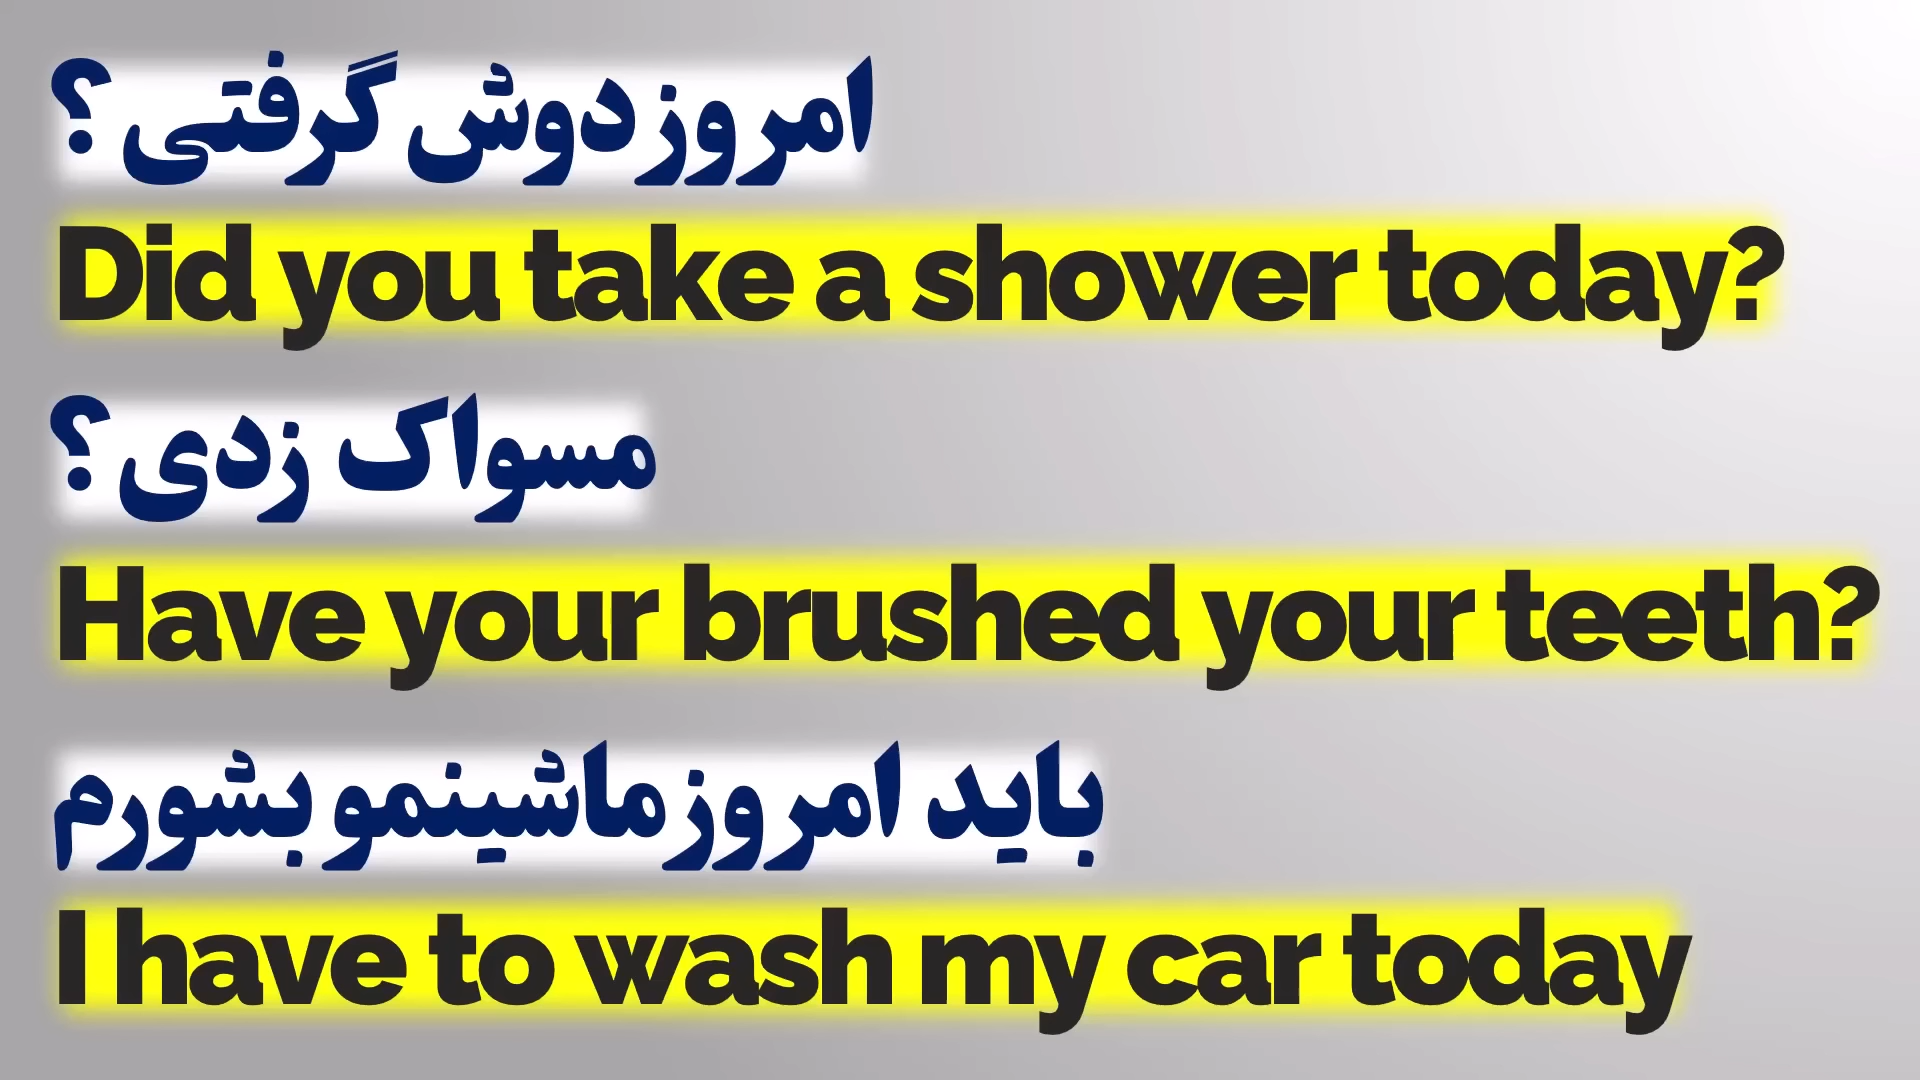 امروز دوش گرفتی ؟
Did you take a shower today?
مسواک زدی ؟
Have your brushed your teeth?
باید امروز ماشینمو بشورم
I have to wash my car today